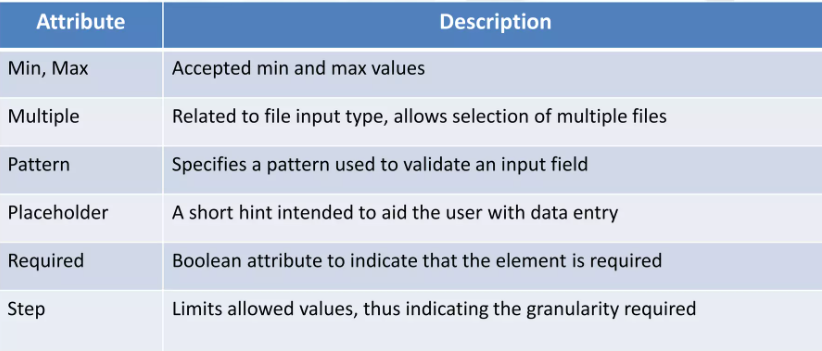 Attribute Description
Min, Max Accepted min and max values
Multiple Related to file input type, allows selection of multiple files
Pattern Specifies a pattern used to validate an input field
Placeholder A short hint intended to aid the user with data entry
Required Boolean attribute to indicate that the element is required
Step Limits allowed values, thus indicating the granularity required